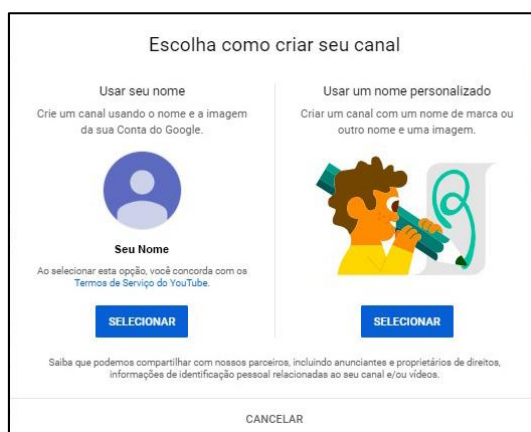 Escolha como criar seu canal
Usar seu nome
Crie um canal usando o nome e a imagem
da sua Conta do Google.
Seu Nome
Ao selecionar esta opção, você concorda com os
Termos de Serviço do YouTube.
SELECIONAR
Usar um nome personalizado
Criar um canal com um nome de marca ou
outro nome e uma imagem.
SELECIONAR
Saiba que podemos compartilhar com nossos parceiros, incluindo anunciantes e proprietários de direitos,
informações de identificação pessoal relacionadas ao seu canal e/ou vídeos.
CANCELAR